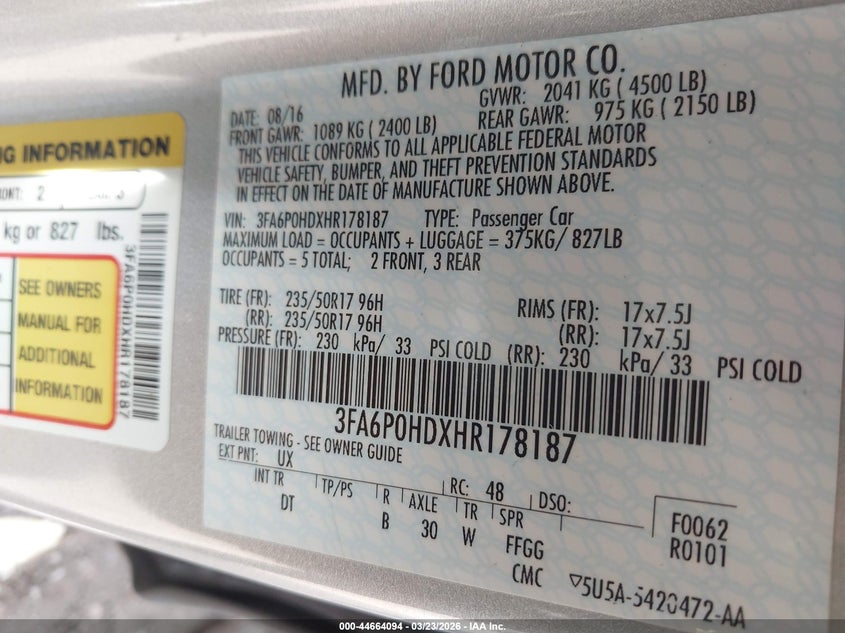 MFD. BY FORD MOTOR CO.
DATE: 08/16 GVWR: 2041 KG ( 4500 LB)
FRONT GAWR: 1089 KG ( 2400 LB) REAR GAWR: 975 KG ( 2150 LB)
THIS VEHICLE CONFORMS TO ALL APPLICABLE FEDERAL MOTOR
VEHICLE SAFETY, BUMPER, AND THEFT PREVENTION STANDARDS
IN EFFECT ON THE DATE OF MANUFACTURE SHOWN ABOVE.
VIN: 3FA6P0HDXHR178187 TYPE: Passenger Car
MAXIMUM LOAD = OCCUPANTS + LUGGAGE = 375KG/ 827LB
OCCUPANTS = 5 TOTAL; 2 FRONT, 3 REAR
TIRE (FR): 235/50R17 96H RIMS (FR): 17x7.5J
(RR): 235/50R17 96H (RR): 17x7.5J
PRESSURE (FR): 230 kPa/ 33 PSI COLD (RR): 230 kPa/ 33 PSI COLD
3FA6P0HDXHR178187
TRAILER TOWING - SEE OWNER GUIDE
EXT PNT: UX RC: 48 DSO:
INT TR TP/PS R AXLE TR SPR
DT B 30 W FFGG
CMC
F0062
R0101
▽5U5A-5420472-AA
INFORMATION
2
kg or 827 lbs.
SEE OWNERS
MANUAL FOR
ADDITIONAL
INFORMATION
3FA6P0HDXHR178187
000-44664094 - 03/23/2026 - IAA Inc.